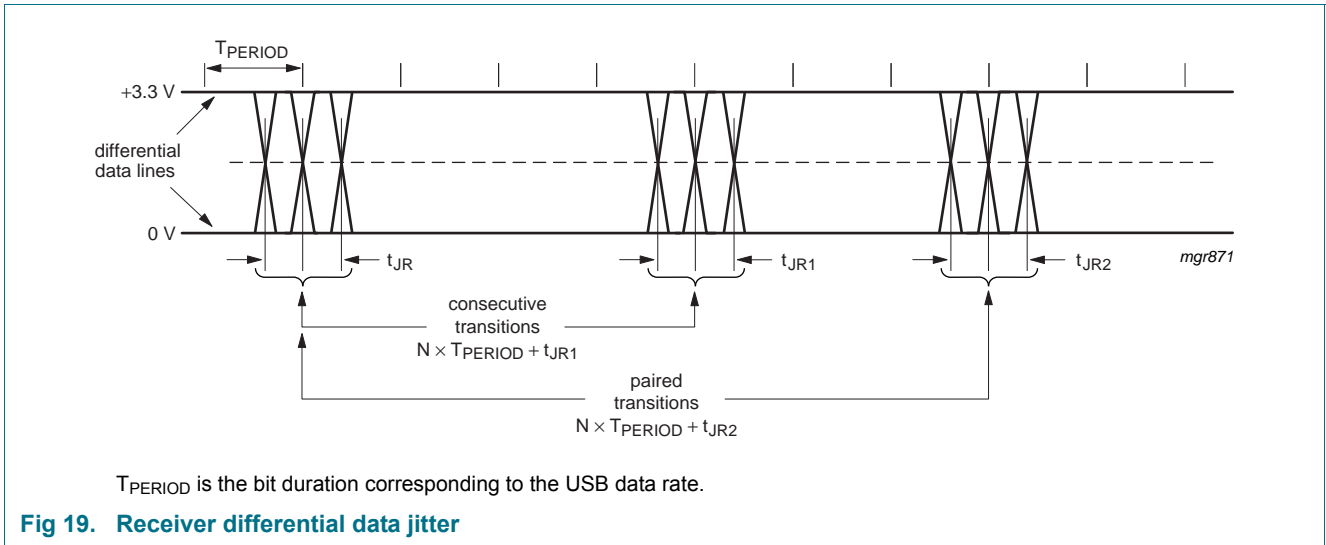 TPERIOD
+3.3 V
differential
data lines
0 V
tJR
tJR1
tJR2
mgr871
consecutive
transitions
N × TPERIOD + tJR1
paired
transitions
N × TPERIOD + tJR2
TPERIOD is the bit duration corresponding to the USB data rate.
Fig 19. Receiver differential data jitter